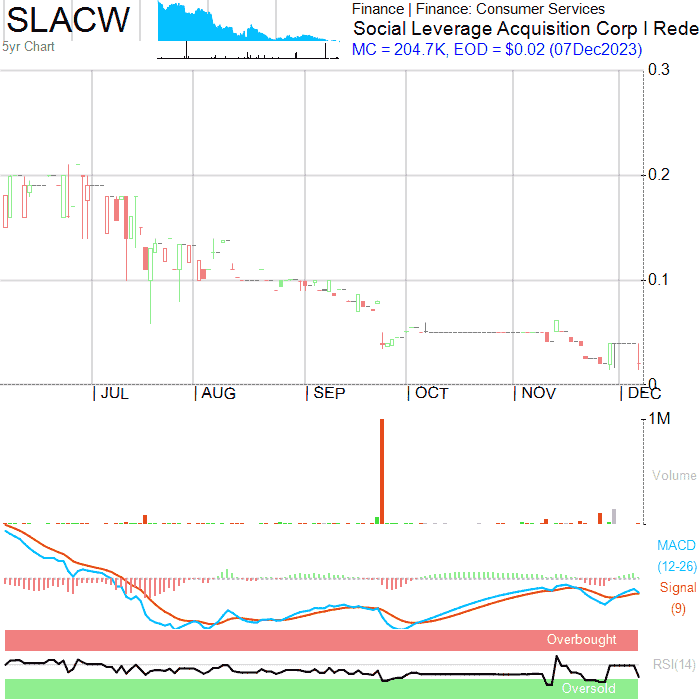 SLACW
5yr Chart
Finance | Finance: Consumer Services
Social Leverage Acquisition Corp I Rede
MC = 204.7K, EOD = $0.02 (07Dec2023)
0.3
0.2
0.1
0
| JUL | AUG | SEP | OCT | NOV | DEC
1M
Volume
MACD
(12-26)
Signal
(9)
Overbought
RSI(14)
Oversold